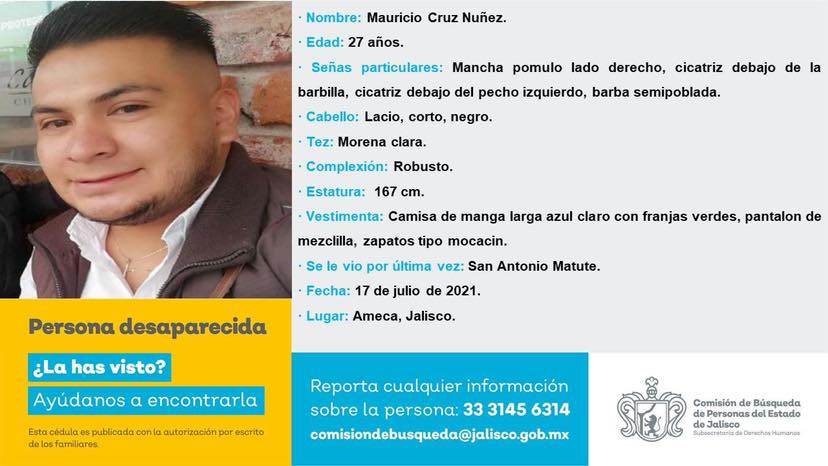 · Nombre: Mauricio Cruz Nuñez.
· Edad: 27 años.
· Señas particulares: Mancha pomulo lado derecho, cicatriz debajo de la
barbilla, cicatriz debajo del pecho izquierdo, barba semipoblada.
· Cabello: Lacio, corto, negro.
· Tez: Morena clara.
· Complexión: Robusto.
· Estatura: 167 cm.
· Vestimenta: Camisa de manga larga azul claro con franjas verdes, pantalon de
mezclilla, zapatos tipo mocacin.
· Se le vio por última vez: San Antonio Matute.
· Fecha: 17 de julio de 2021.
· Lugar: Ameca, Jalisco.
Persona desaparecida
¿La has visto?
Ayúdanos a encontrarla
Esta cédula es publicada con la autorización por escrito
de los familiares.
Reporta cualquier información
sobre la persona: 33 3145 6314
comisiondebusqueda@jalisco.gob.mx
Comisión de Búsqueda
de Personas del Estado
de Jalisco
Subsecretaría de Derechos Humanos